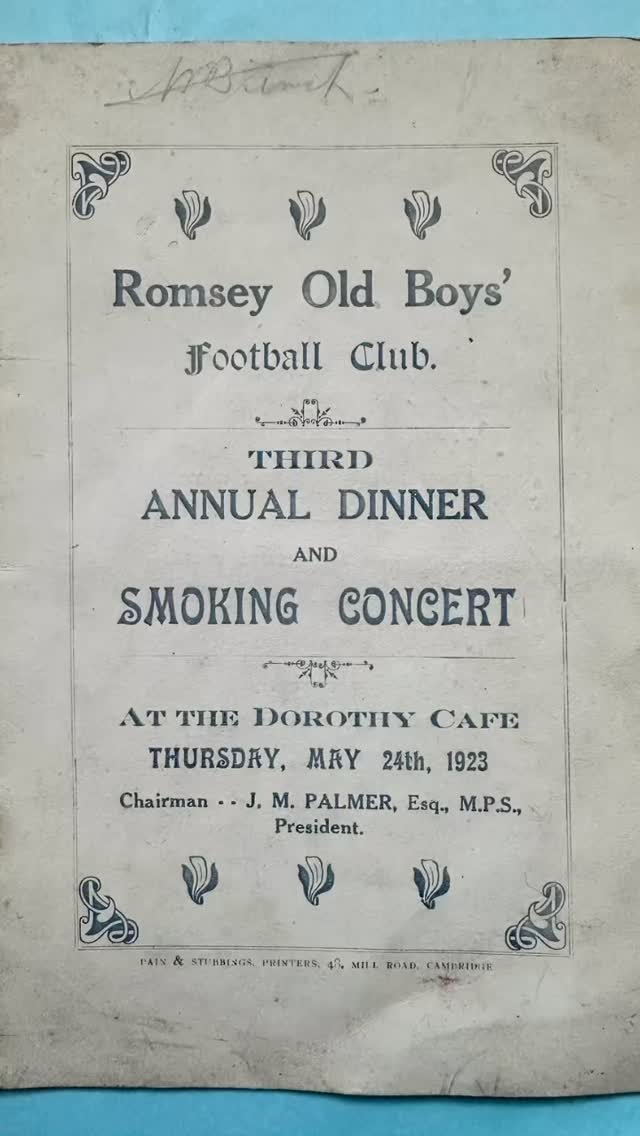 Romsey Old Boys'
Football Club.
THIRD
ANNUAL DINNER
AND
SMOKING CONCERT
AT THE DOROTHY CAFE
THURSDAY, MAY 24th, 1923
Chairman - - J. M. PALMER, Esq., M.P.S.,
President.
PAIN & STUBBINGS, PRINTERS, 48, MILL ROAD, CAMBRIDGE